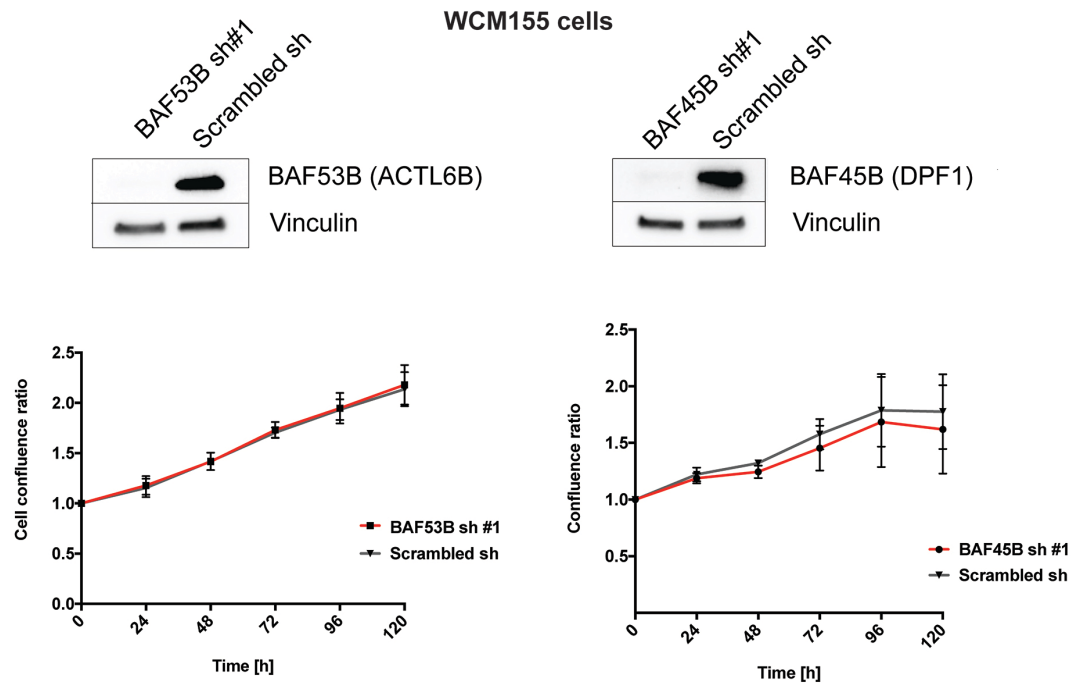 WCM155 cells
BAF53B sh#1
Scrambled sh
BAF53B (ACTL6B)
Vinculin
BAF45B sh#1
Scrambled sh
BAF45B (DPF1)
Vinculin
Cell confluence ratio
2.5
2.0
1.5
1.0
0.5
0.0
0
24
48
72
96
120
Time [h]
BAF53B sh #1
Scrambled sh
Confluence ratio
2.5
2.0
1.5
1.0
0.5
0
24
48
72
96
120
Time [h]
BAF45B sh #1
Scrambled sh